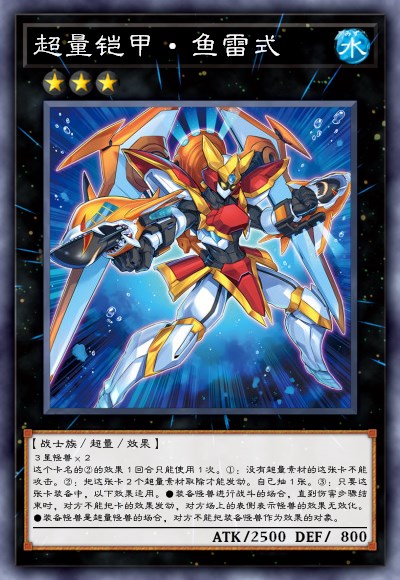 超量铠甲·鱼雷式
水
【战士族／超量／效果】
３星怪兽×２
这个卡名的②的效果１回合只能使用１次。①：没有超量素材的这张卡不能
攻击。②：把这张卡２个超量素材取除才能发动。自己抽１张。③：只要这
张卡装备中，以下效果适用。●装备怪兽进行战斗的场合，直到伤害步骤结
束时，对方不能把卡的效果发动，对方场上的表侧表示怪兽的效果无效化。
●装备怪兽是超量怪兽的场合，对方不能把装备怪兽作为效果的对象。
ATK/2500 DEF/ 800